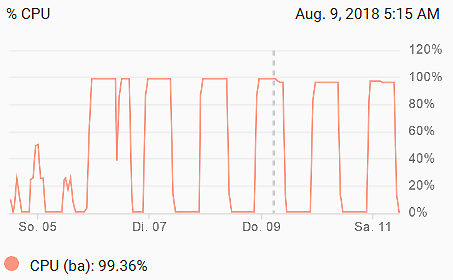 % CPU Aug. 9, 2018 5:15 AM
120%
100%
80%
60%
40%
20%
0%
So. 05 Di. 07 Do. 09 Sa. 11
CPU (ba): 99.36%